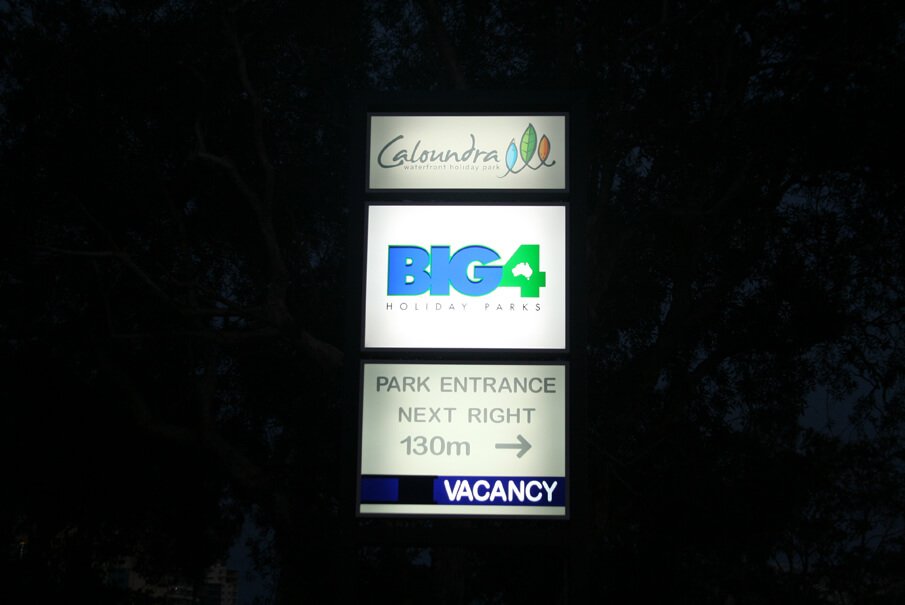 Caloundra
waterfront holiday park
BIG4
HOLIDAY PARKS
PARK ENTRANCE
NEXT RIGHT
130m →
VACANCY